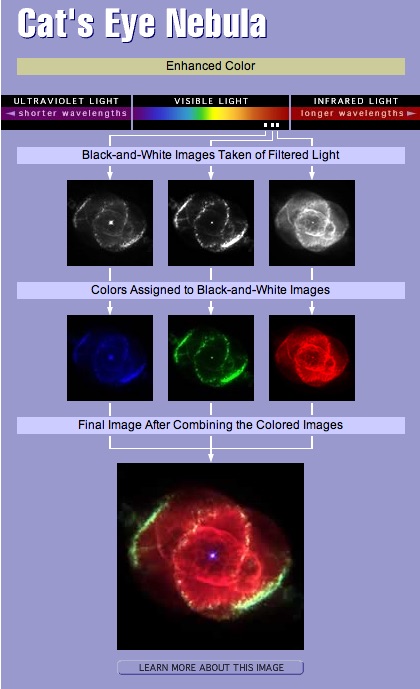 Cat's Eye Nebula
Enhanced Color
ULTRAVIOLET LIGHT VISIBLE LIGHT INFRARED LIGHT
◄ shorter wavelengths longer wavelengths ►
Black-and-White Images Taken of Filtered Light
Colors Assigned to Black-and-White Images
Final Image After Combining the Colored Images
LEARN MORE ABOUT THIS IMAGE